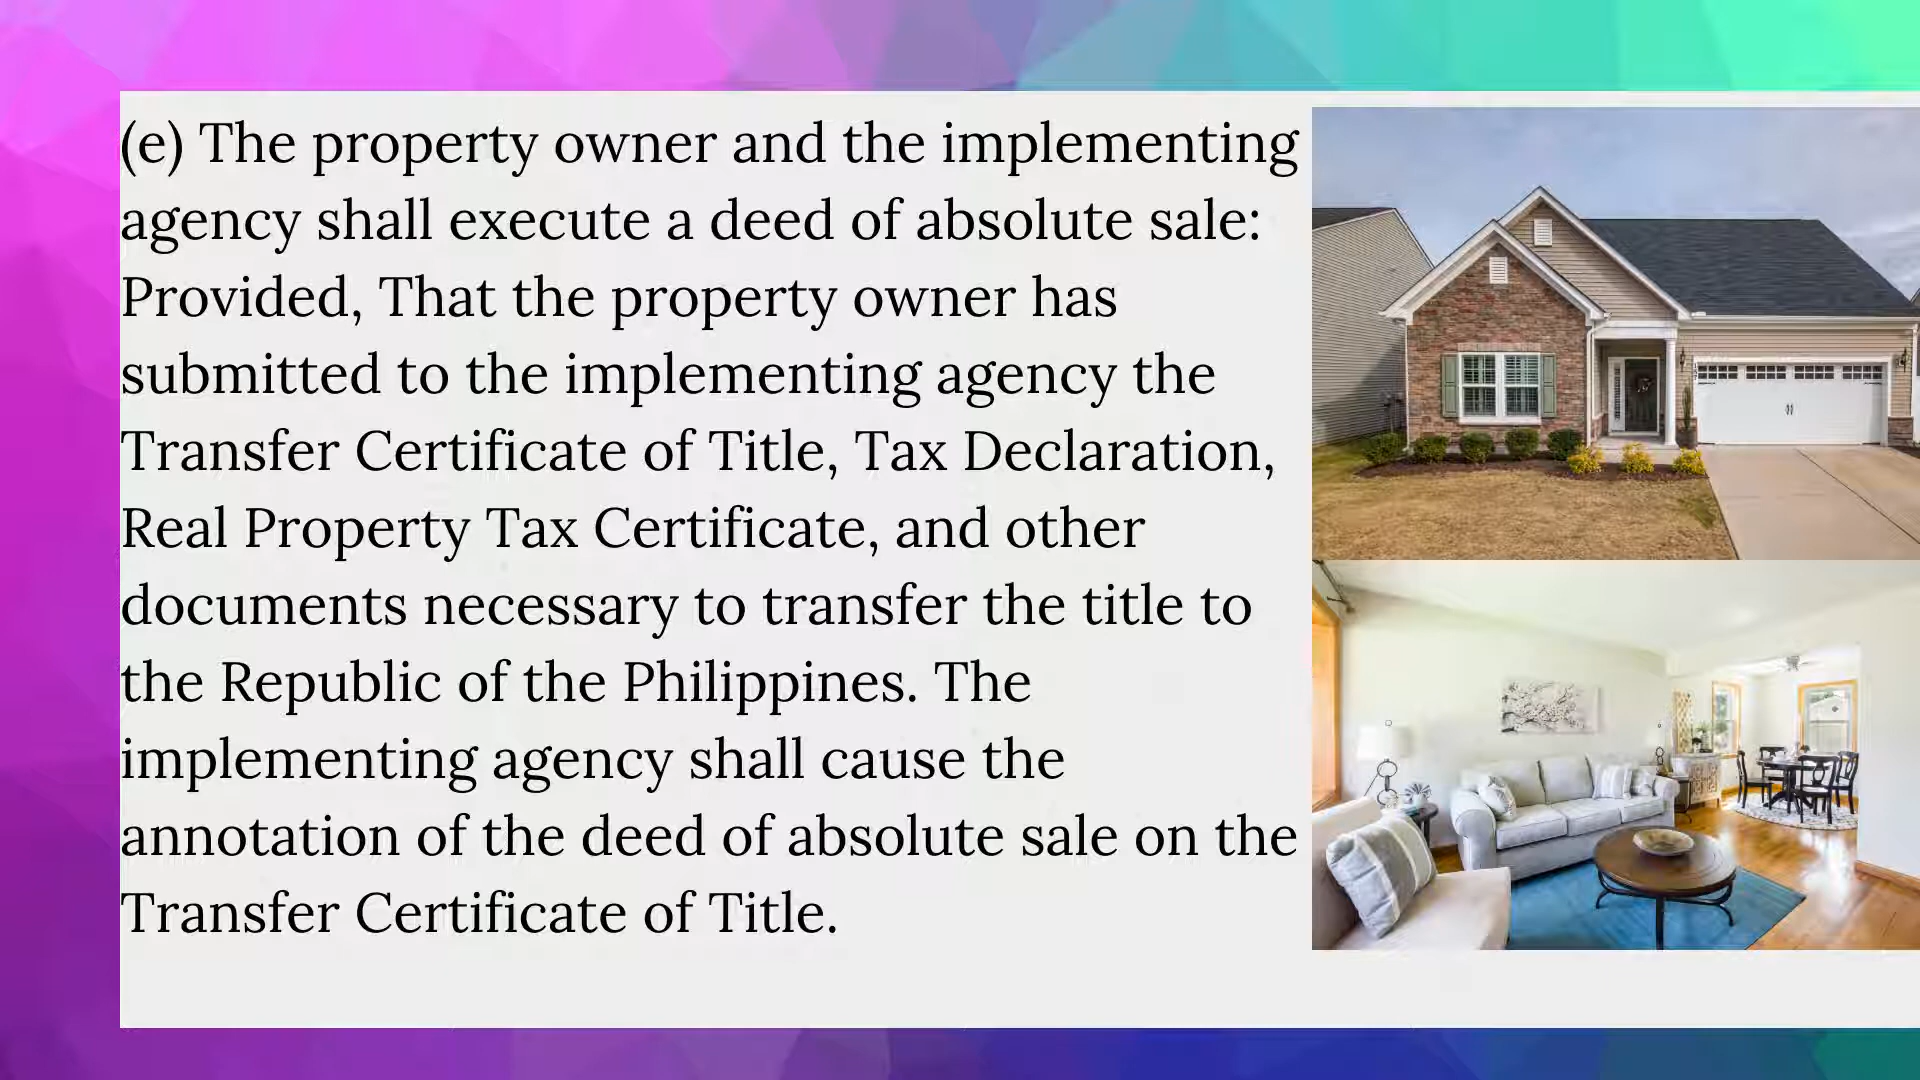 (e) The property owner and the implementing
agency shall execute a deed of absolute sale:
Provided, That the property owner has
submitted to the implementing agency the
Transfer Certificate of Title, Tax Declaration,
Real Property Tax Certificate, and other
documents necessary to transfer the title to
the Republic of the Philippines. The
implementing agency shall cause the
annotation of the deed of absolute sale on the
Transfer Certificate of Title.